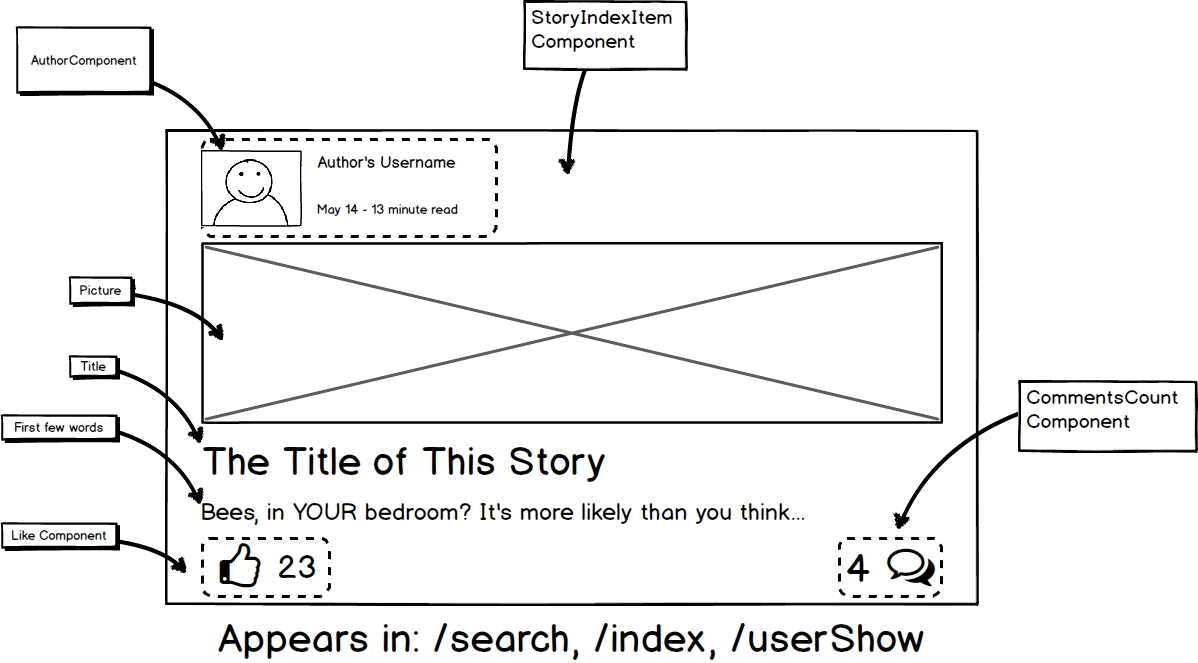 StoryIndexItem
Component
AuthorComponent
Author's Username
May 14 - 13 minute read
Picture
Title
First few words
The Title of This Story
Bees, in YOUR bedroom? It's more likely than you think...
CommentsCount
Component
Like Component
23
4
Appears in: /search, /index, /userShow